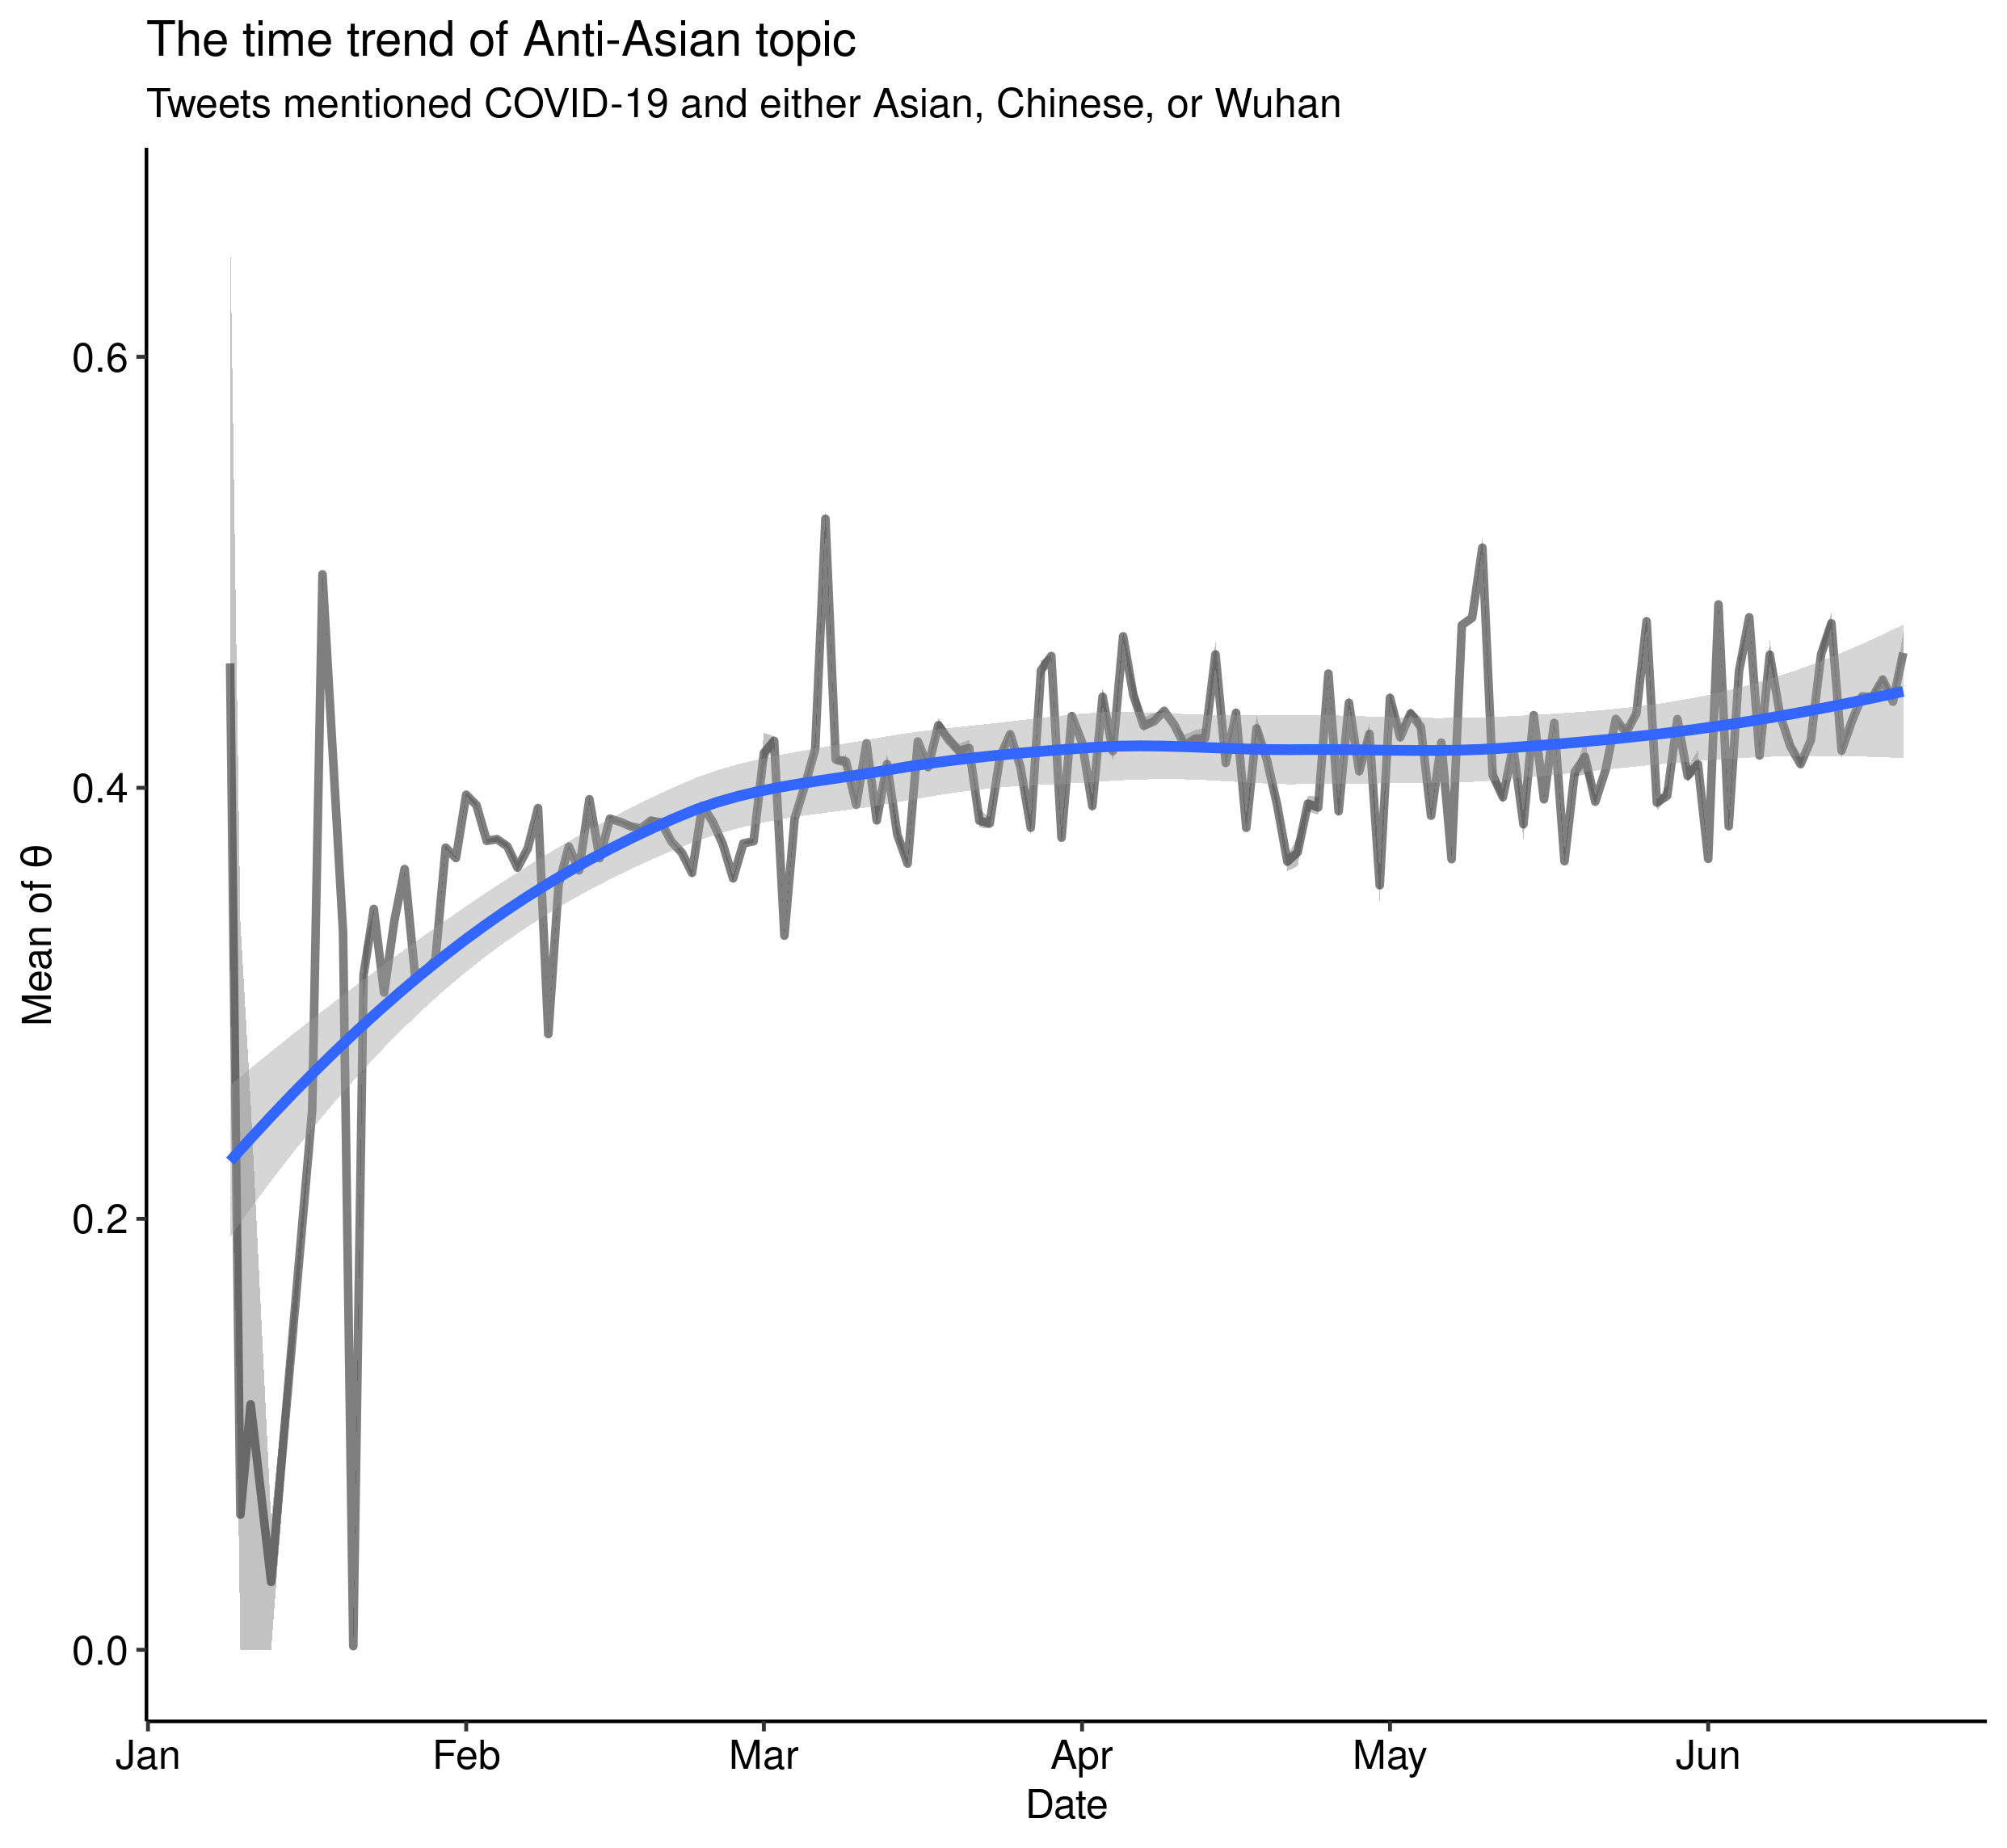 The time trend of Anti-Asian topic
Tweets mentioned COVID-19 and either Asian, Chinese, or Wuhan
0.6
0.4
0.2
0.0
Mean of θ
Jan Feb Mar Apr May Jun
Date